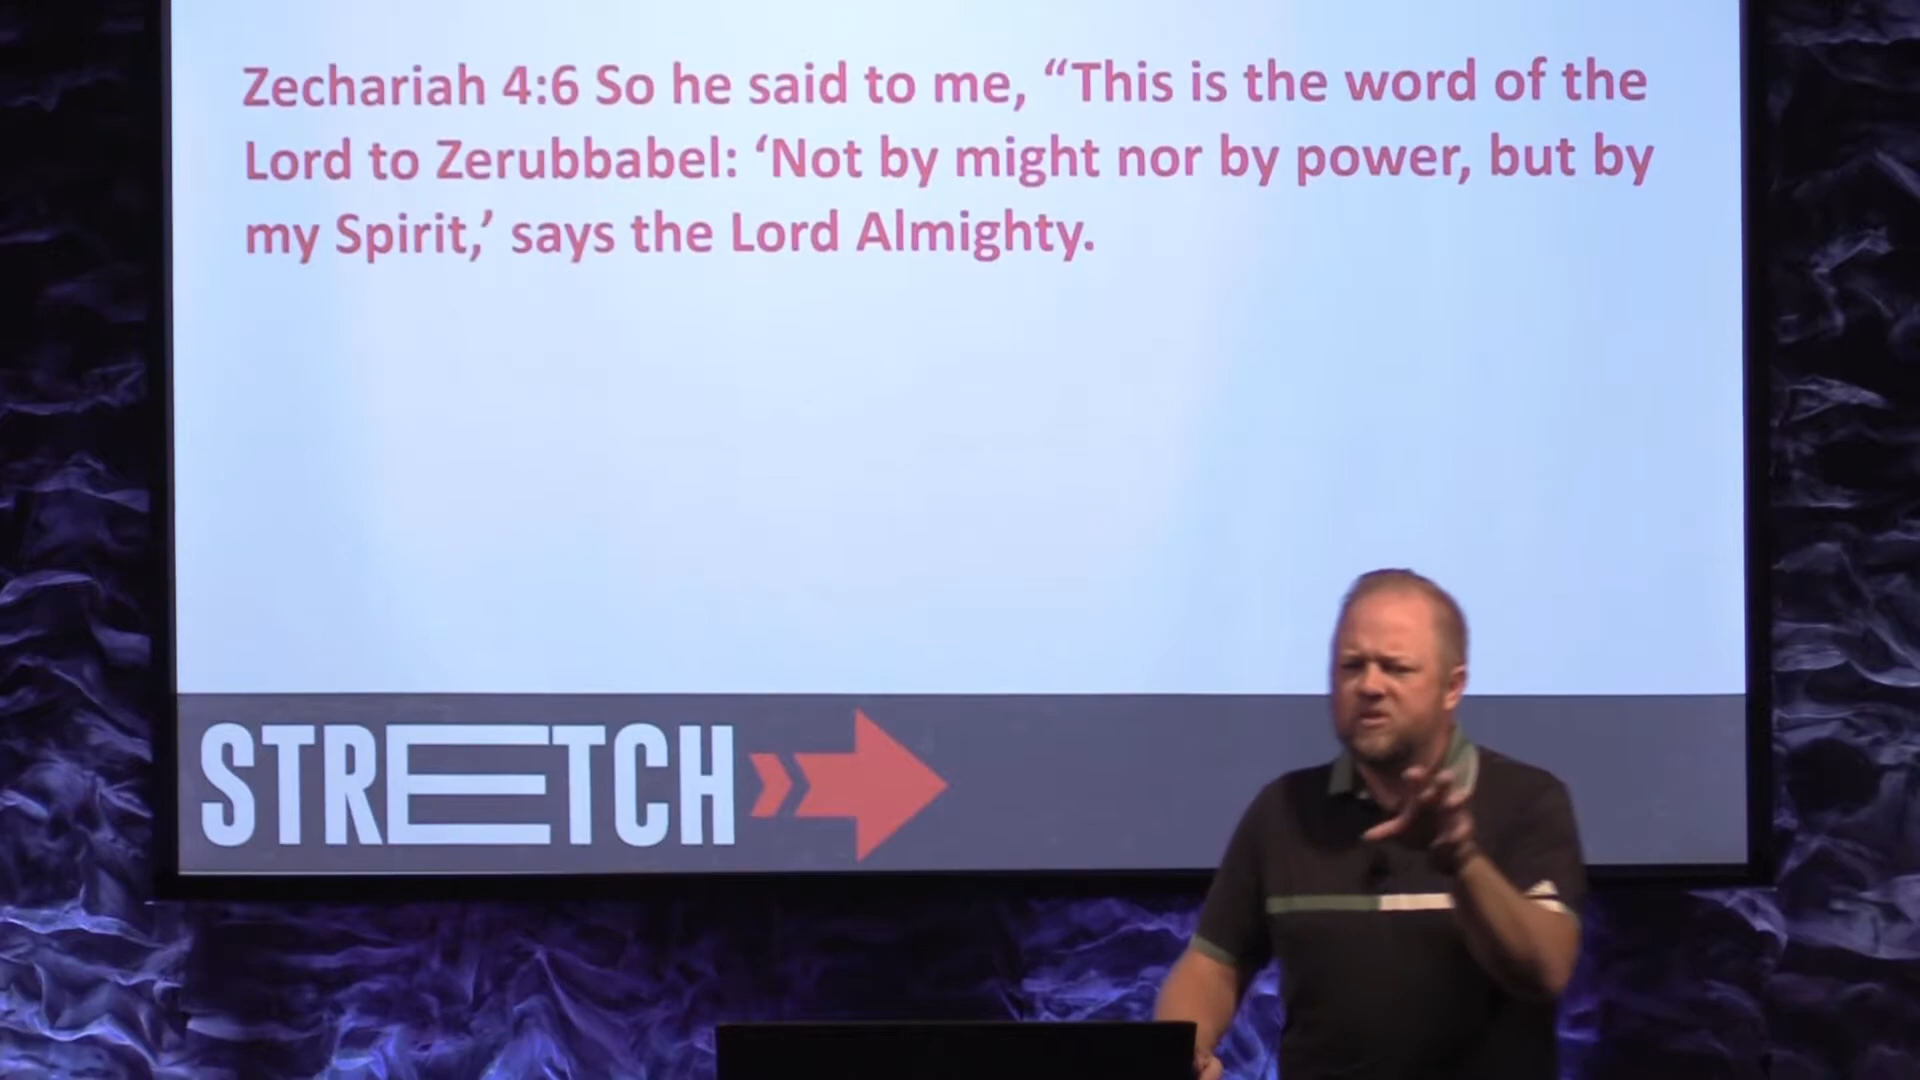 Zechariah 4:6 So he said to me, “This is the word of the
Lord to Zerubbabel: ‘Not by might nor by power, but by
my Spirit,’ says the Lord Almighty.
STRETCH